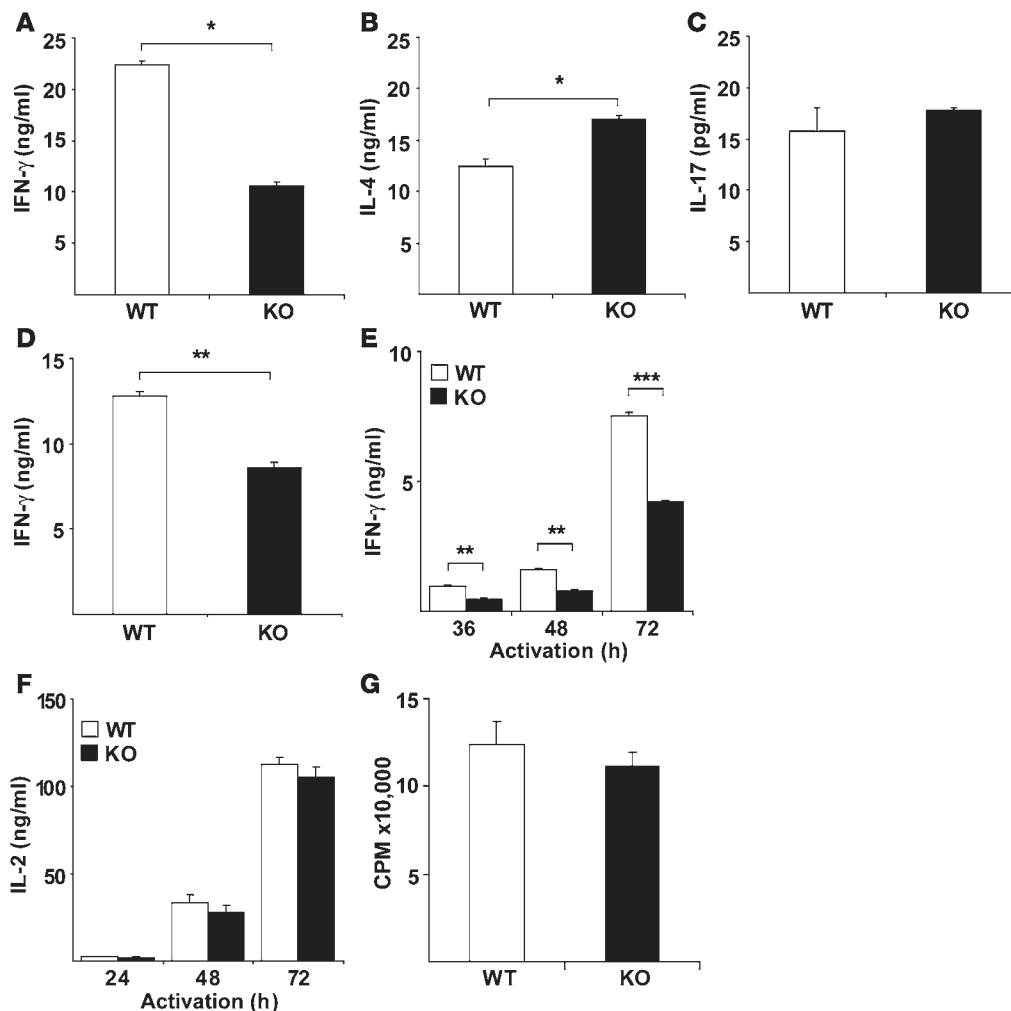 A
IFN-γ (ng/ml)
25
20
15
10
5
*
WT KO
B
IL-4 (ng/ml)
25
20
15
10
5
*
WT KO
C
IL-17 (pg/ml)
25
20
15
10
5
WT KO
D
IFN-γ (ng/ml)
15
10
5
**
WT KO
E
IFN-γ (ng/ml)
10
5
WT
KO
**
**
***
36 48 72
Activation (h)
F
IL-2 (ng/ml)
150
100
50
WT
KO
24 48 72
Activation (h)
G
CPM x10,000
15
10
5
WT KO